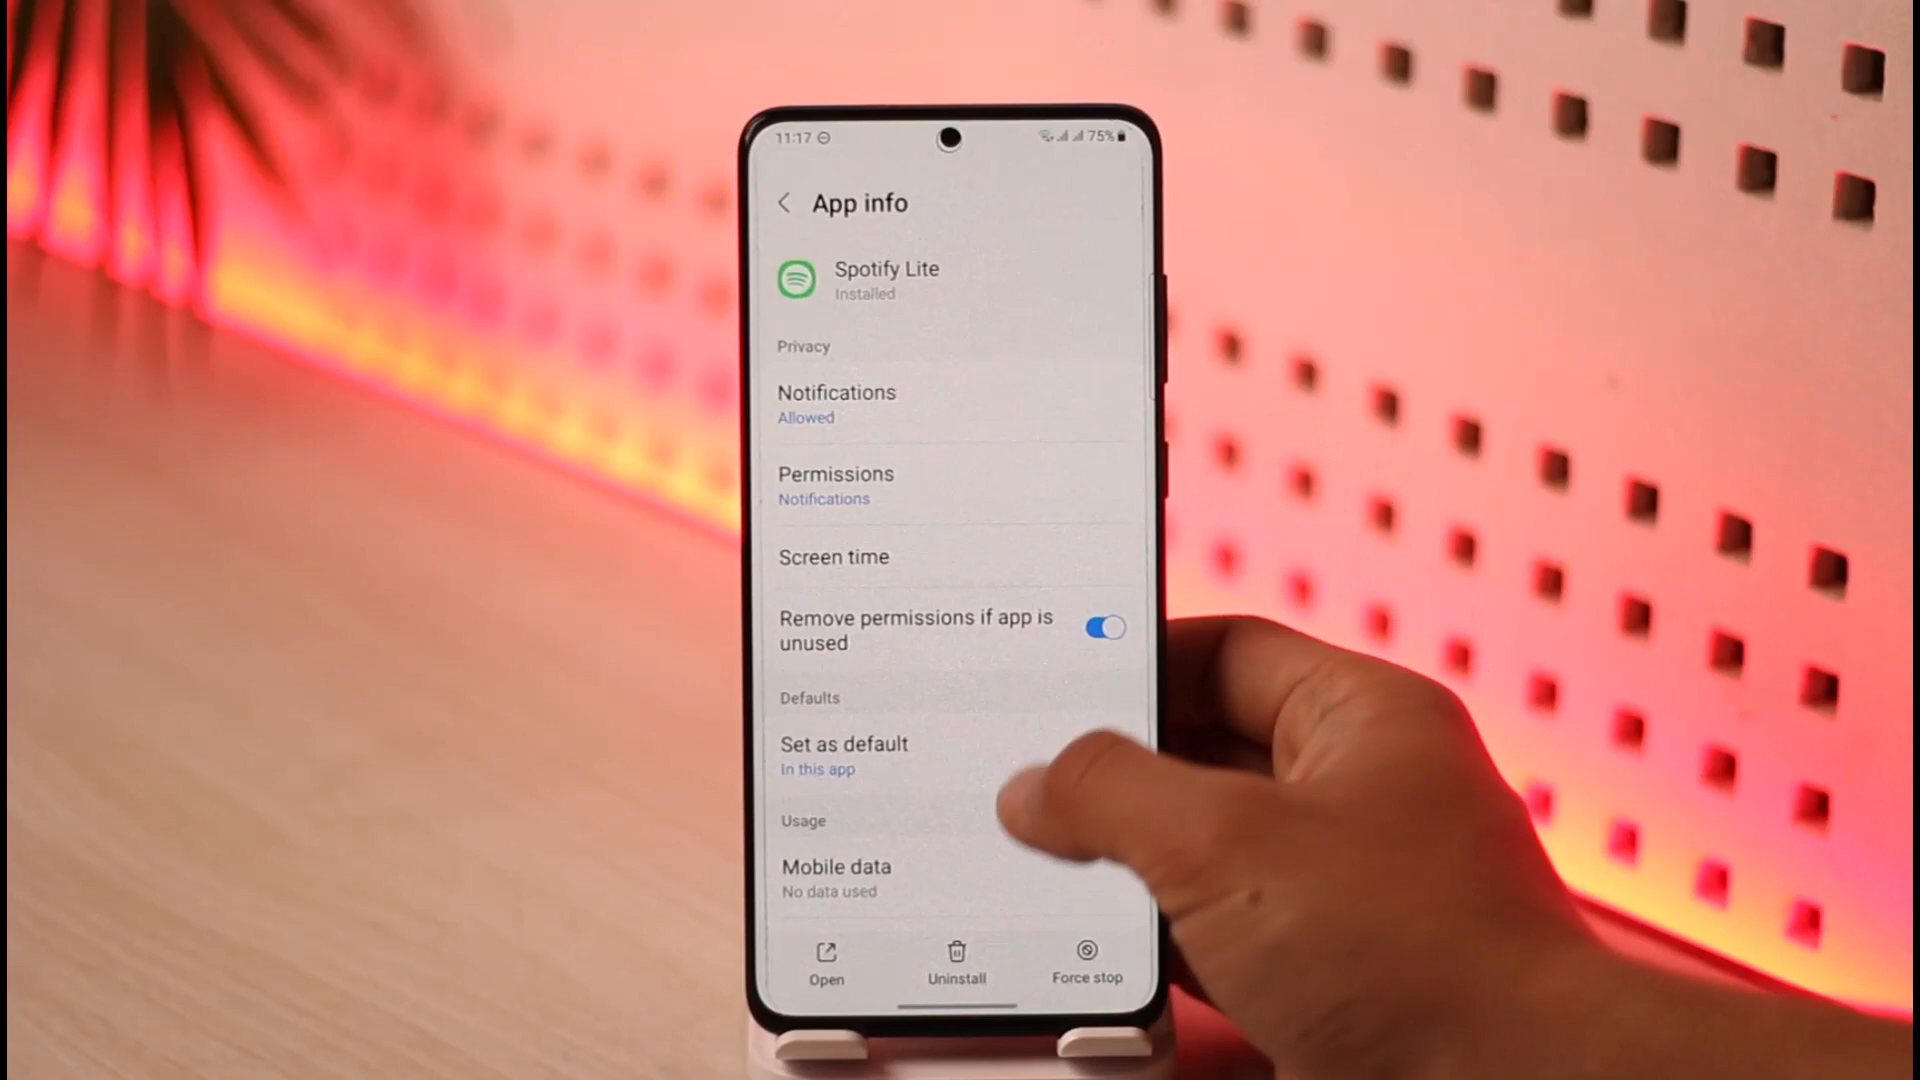 11:17
75%
App info
Spotify Lite
Installed
Privacy
Notifications
Allowed
Permissions
Notifications
Screen time
Remove permissions if app is
unused
Defaults
Set as default
In this app
Usage
Mobile data
No data used
Open
Uninstall
Force stop